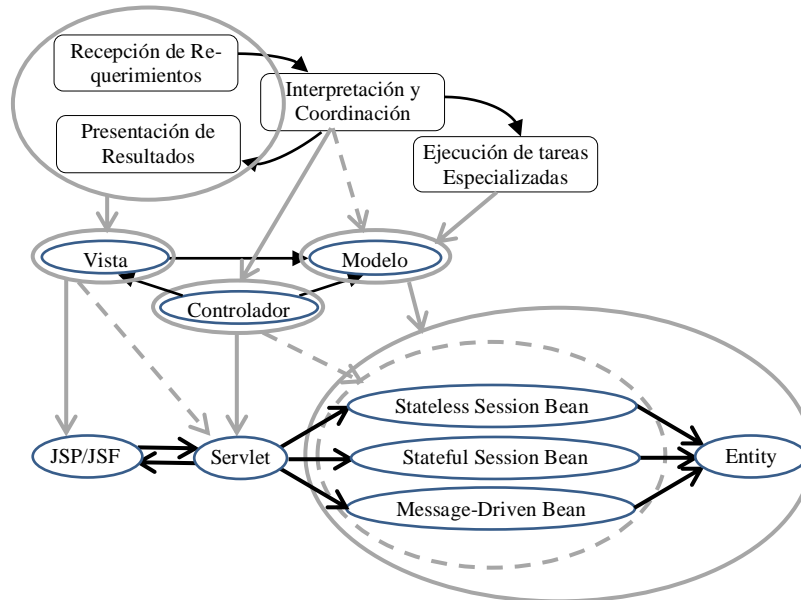 Recepción de Re-
querimientos
Interpretación y
Coordinación
Presentación de
Resultados
Ejecución de tareas
Especializadas
Vista
Modelo
Controlador
Stateless Session Bean
JSP/JSF
Servlet
Stateful Session Bean
Entity
Message-Driven Bean